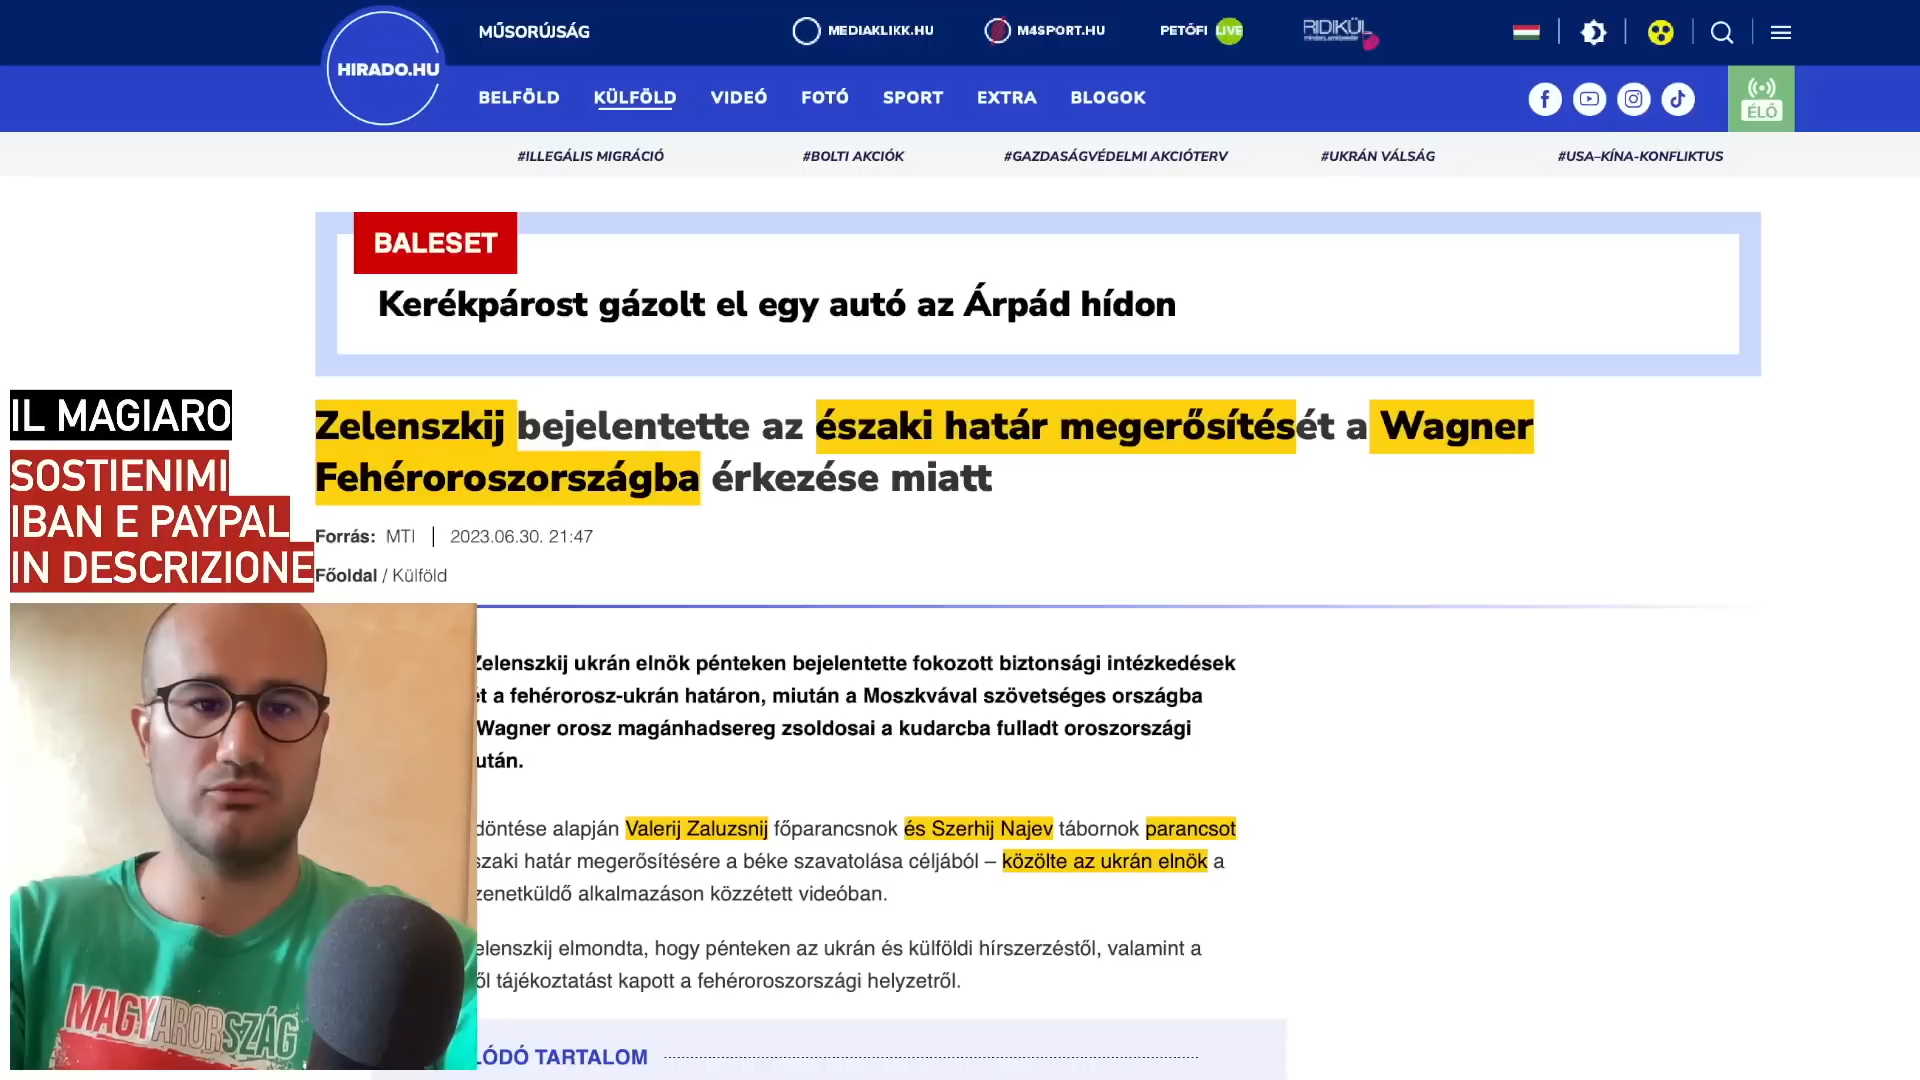 MŰSORÚJSÁG
MEDIAKLIKK.HU
M4SPORT.HU
PETŐFI LIVE
RIDIKÜL
HIRADO.HU
BELFÖLD KÜLFÖLD VIDEÓ FOTÓ SPORT EXTRA BLOGOK
ÉLŐ
#ILLEGÁLIS MIGRÁCIÓ #BOLTI AKCIÓK #GAZDASÁGVÉDELMI AKCIÓTERV #UKRÁN VÁLSÁG #USA–KÍNA-KONFLIKTUS
BALESET
Kerékpárost gázolt el egy autó az Árpád hídon
IL MAGIARO
SOSTIENIMI
IBAN E PAYPAL
IN DESCRIZIONE
Zelenszkij bejelentette az északi határ megerősítését a Wagner
Fehéroroszországba érkezése miatt
Forrás: MTI | 2023.06.30. 21:47
Főoldal / Külföld
Zelenszkij ukrán elnök pénteken bejelentette fokozott biztonsági intézkedések
ét a fehérorosz-ukrán határon, miután a Moszkvával szövetséges országba
Wagner orosz magánhadsereg zsoldosai a kudarcba fulladt oroszországi
után.
döntése alapján Valerij Zaluzsnij főparancsnok és Szerhij Najev tábornok parancsot
szaki határ megerősítésére a béke szavatolása céljából – közölte az ukrán elnök a
zenetküldő alkalmazáson közzétett videóban.
elenszkij elmondta, hogy pénteken az ukrán és külföldi hírszerzéstől, valamint a
ől tájékoztatást kapott a fehéroroszországi helyzetről.
LÓDÓ TARTALOM
MAGYARORSZÁG